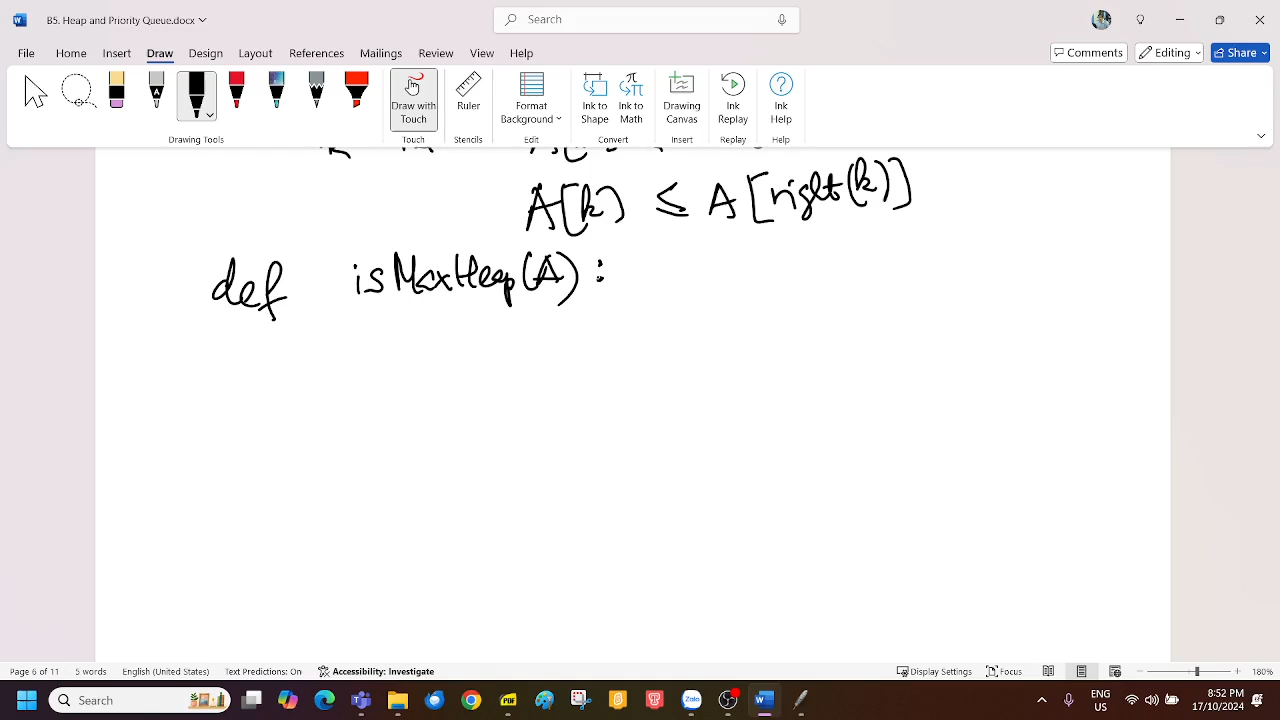 B5. Heap and Priority Queue.docx
Search
File Home Insert Draw Design Layout References Mailings Review View Help
Comments Editing Share
Draw with Touch
Ruler
Format Background
Ink to Shape
Ink to Math
Drawing Canvas
Ink Replay
Ink Help
Drawing Tools Touch Stencils Edit Convert Insert Replay Help
A[k] ≤ A[right(k)]
def isMaxHeap(A):
Page 6 of 11 5 words English (United States) Text Predictions: On Accessibility: Investigate Display Settings Focus 180%
Search
ENG US
8:52 PM
17/10/2024